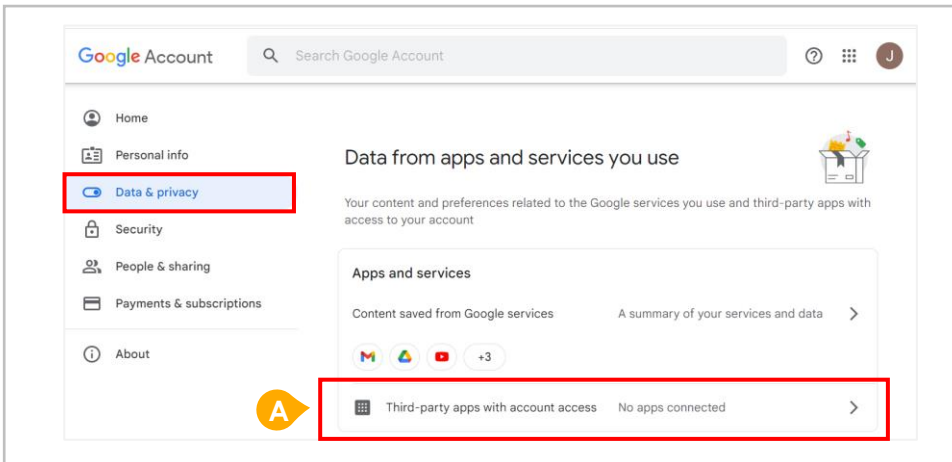 Google Account
Search Google Account
J
Home
Personal info
Data & privacy
Security
People & sharing
Payments & subscriptions
About
Data from apps and services you use
Your content and preferences related to the Google services you use and third-party apps with
access to your account
Apps and services
Content saved from Google services A summary of your services and data
+3
A
Third-party apps with account access No apps connected